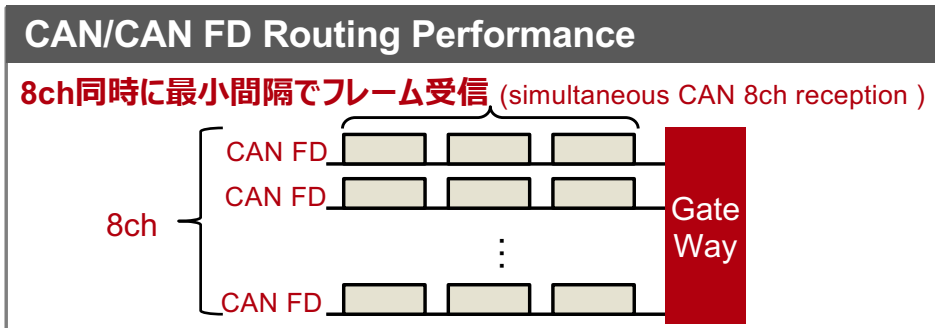 CAN/CAN FD Routing Performance
8ch同時に最小間隔でフレーム受信 (simultaneous CAN 8ch reception )
CAN FD
CAN FD
8ch
Gate
Way
⋮
CAN FD